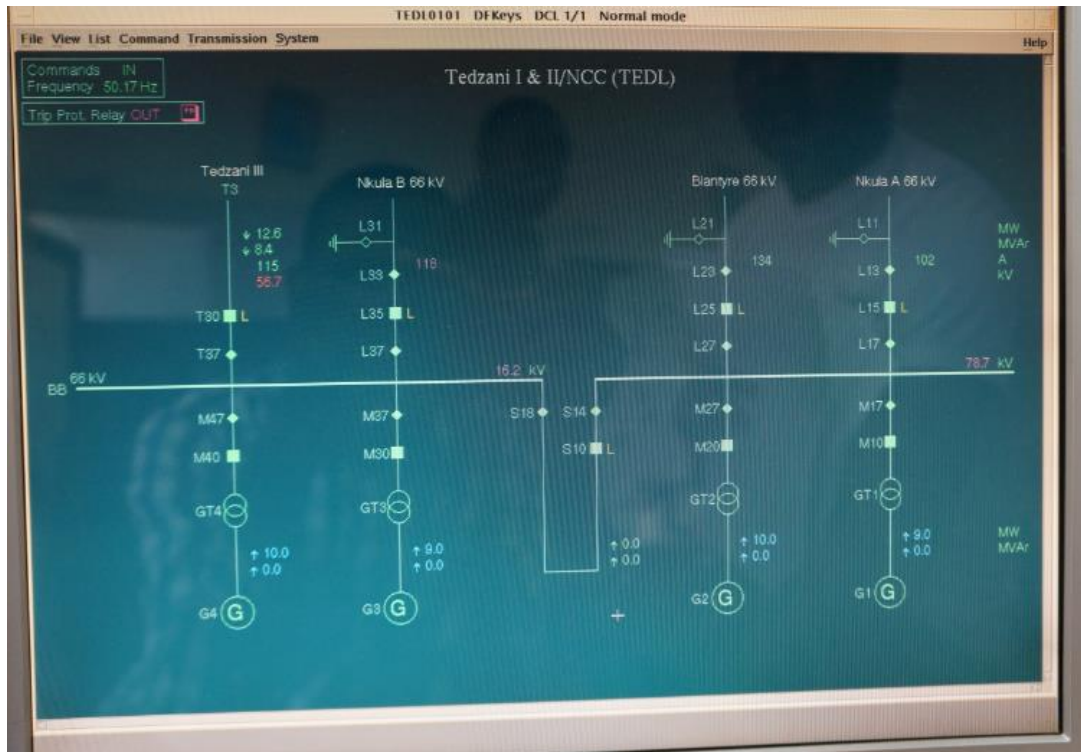 TEDL0101 DFKeys DCL 1/1 Normal mode
File View List Command Transmission System Help
Commands IN
Frequency 50.17 Hz
Tedzani I & II/NCC (TEDL)
Trip Prot. Relay OUT
Tedzani III
T3
Nkula B 66 kV
Blantyre 66 kV
Nkula A 66 kV
12.6
8.4
115
56.7
L31
L21
L11
MW
MVAr
A
kV
L33
118
L23
134
L13
102
T30 L
L35 L
L25 L
L15 L
T37
L37
L27
L17
BB 66 kV
16.2 kV
78.7 kV
M47
M37
S18
S14
M27
M17
M40
M30
S10 L
M20
M10
GT4
GT3
GT2
GT1
↑ 10.0
↑ 0.0
↑ 9.0
↑ 0.0
↑ 0.0
↑ 0.0
↑ 10.0
↑ 0.0
↑ 9.0
↑ 0.0
MW
MVAr
G4 G
G3 G
G2 G
G1 G